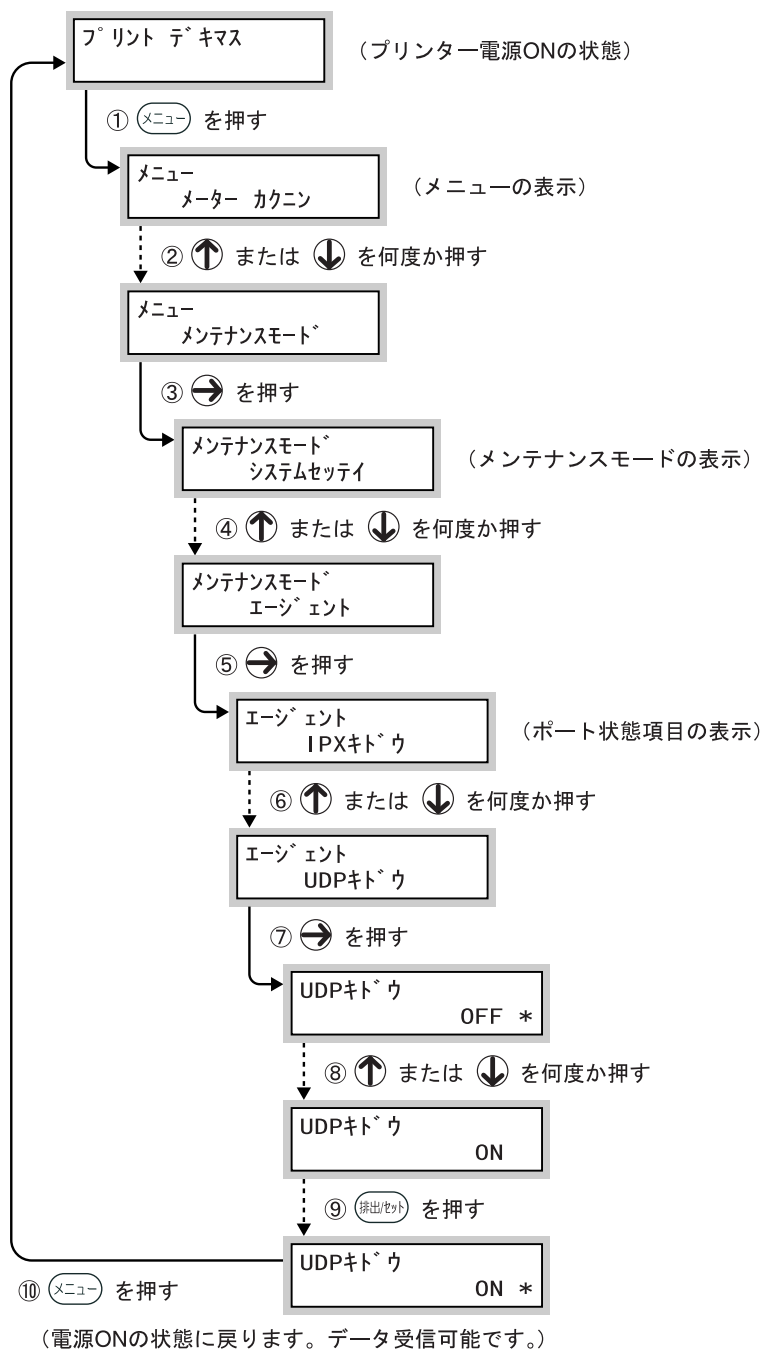 プリント デキマス
(プリンター電源ONの状態)
① メニュー を押す
メニュー
メーター カクニン
(メニューの表示)
② ↑ または ↓ を何度か押す
メニュー
メンテナンスモード
③ → を押す
メンテナンスモード
システムセッテイ
(メンテナンスモードの表示)
④ ↑ または ↓ を何度か押す
メンテナンスモード
エージェント
⑤ → を押す
エージェント
IPXキドウ
(ポート状態項目の表示)
⑥ ↑ または ↓ を何度か押す
エージェント
UDPキドウ
⑦ → を押す
UDPキドウ
OFF *
⑧ ↑ または ↓ を何度か押す
UDPキドウ
ON
⑨ 排出/セット を押す
UDPキドウ
ON *
⑩ メニュー を押す
(電源ONの状態に戻ります。データ受信可能です。)